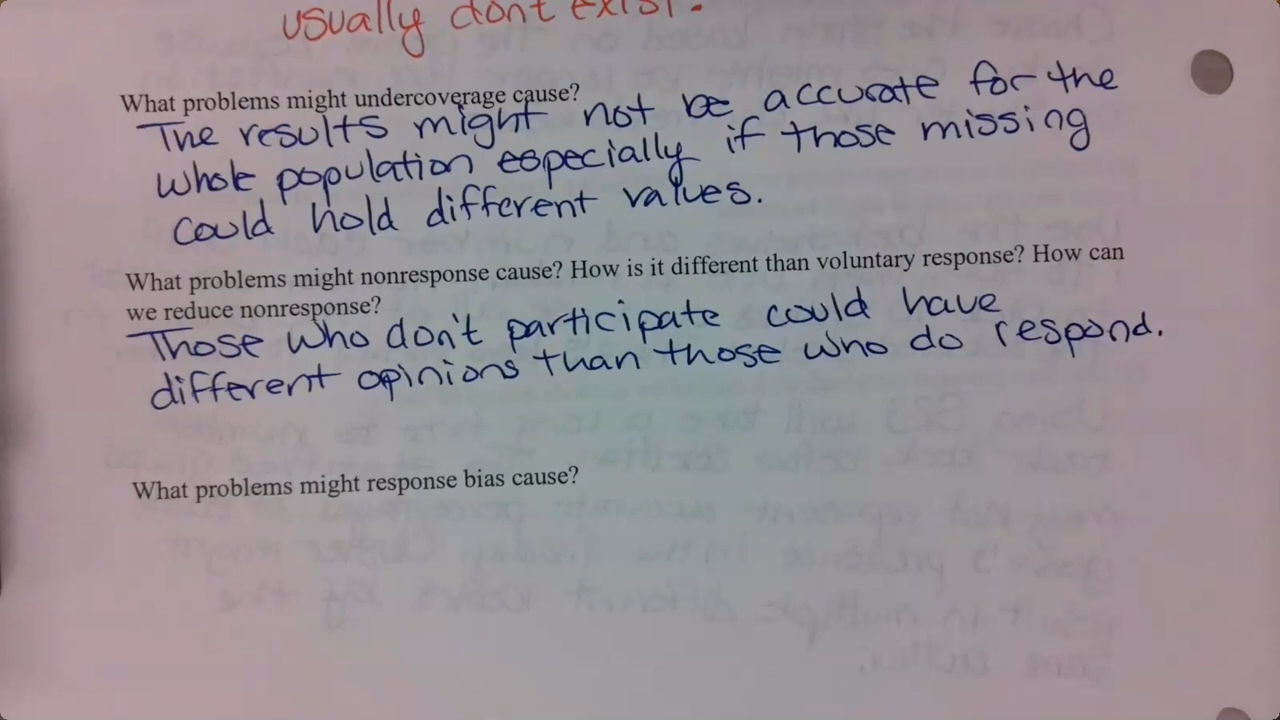 usually dont exist.
What problems might undercoverage cause?
The results might not be accurate for the
whole population especially if those missing
could hold different values.
What problems might nonresponse cause? How is it different than voluntary response? How can
we reduce nonresponse?
Those who don't participate could have
different opinions than those who do respond.
What problems might response bias cause?